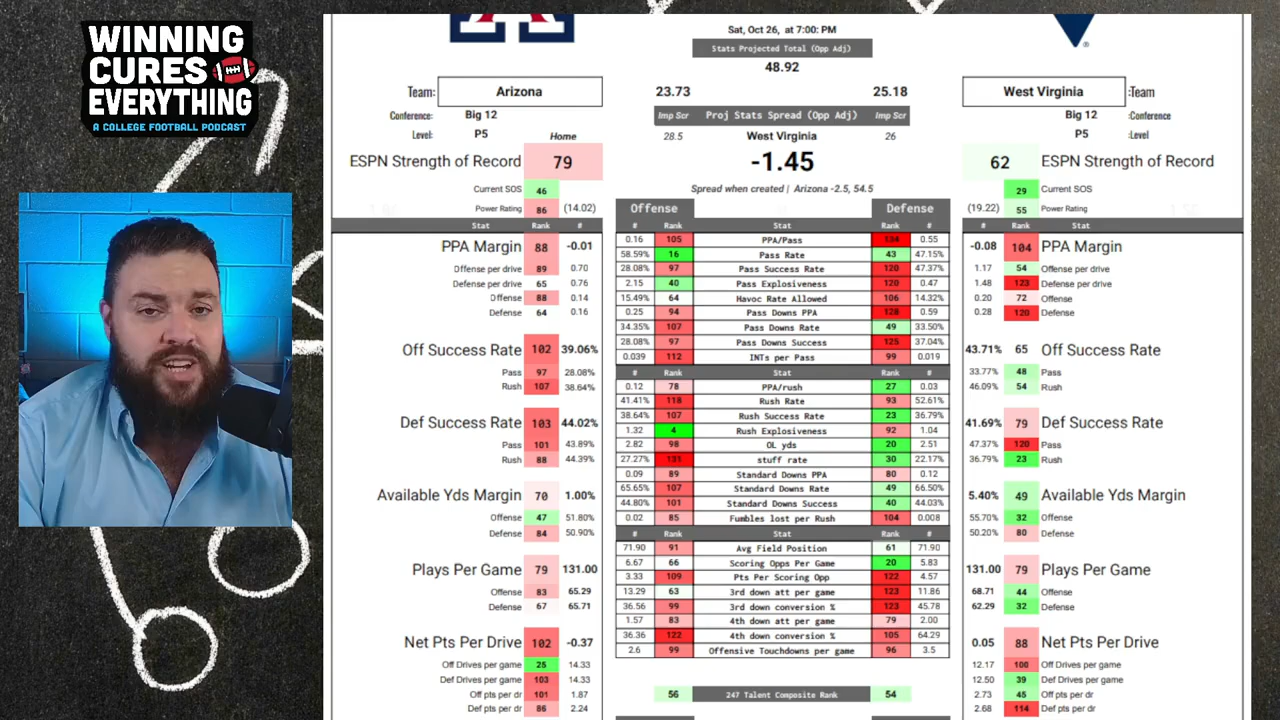 WINNING
CURES
EVERYTHING
A COLLEGE FOOTBALL PODCAST
Sat, Oct 26, at 7:00: PM
Stats Projected Total (Opp Adj)
48.92
Team: Arizona 23.73 25.18 West Virginia :Team
Conference: Big 12 Imp Scr Proj Stats Spread (Opp Adj) Imp Scr Big 12 :Conference
Level: P5 Home 28.5 West Virginia 26 P5 :Level
ESPN Strength of Record 79 -1.45 62 ESPN Strength of Record
Current SOS 46 Spread when created | Arizona -2.5, 54.5 29 Current SOS
Power Rating 86 (14.02) (19.22) 55 Power Rating
Offense Defense
Stat Rank # # Rank Stat Rank # # Rank Stat
PPA Margin 88 -0.01 -0.08 104 PPA Margin
Offense per drive 89 0.70 1.17 54 Offense per drive
Defense per drive 65 0.76 1.48 123 Defense per drive
Offense 88 0.14 0.20 72 Offense
Defense 64 0.16 0.28 120 Defense
Off Success Rate 102 39.06% 43.71% 65 Off Success Rate
Pass 97 28.08% 33.77% 48 Pass
Rush 107 38.64% 46.09% 54 Rush
Def Success Rate 103 44.02% 41.69% 79 Def Success Rate
Pass 101 43.89% 47.37% 120 Pass
Rush 88 44.39% 36.79% 23 Rush
Available Yds Margin 70 1.00% 5.40% 49 Available Yds Margin
Offense 47 51.80% 55.70% 32 Offense
Defense 84 50.90% 50.20% 80 Defense
Plays Per Game 79 131.00 131.00 79 Plays Per Game
Offense 83 65.29 68.71 44 Offense
Defense 67 65.71 62.29 32 Defense
Net Pts Per Drive 102 -0.37 0.05 88 Net Pts Per Drive
Off Drives per game 25 14.33 12.17 100 Off Drives per game
Def Drives per game 103 14.33 12.50 39 Def Drives per game
Off pts per dr 101 1.87 2.73 45 Off pts per dr
Def pts per dr 86 2.24 2.68 114 Def pts per dr
0.16 105 PPA/Pass 134 0.55
58.59% 16 Pass Rate 43 47.15%
28.08% 97 Pass Success Rate 120 47.37%
2.15 40 Pass Explosiveness 120 0.47
15.49% 64 Havoc Rate Allowed 106 14.32%
0.25 94 Pass Downs PPA 128 0.59
34.35% 107 Pass Downs Rate 49 33.50%
28.08% 97 Pass Downs Success 125 37.04%
0.039 112 INTs per Pass 99 0.019
# Rank Stat Rank #
0.12 78 PPA/rush 27 0.03
41.41% 118 Rush Rate 93 52.61%
38.64% 107 Rush Success Rate 23 36.79%
1.32 4 Rush Explosiveness 92 1.04
2.82 98 OL yds 20 2.51
27.27% 131 stuff rate 30 22.17%
0.09 89 Standard Downs PPA 80 0.12
65.65% 107 Standard Downs Rate 49 66.50%
44.80% 101 Standard Downs Success 40 44.03%
0.02 85 Fumbles lost per Rush 104 0.008
# Rank Stat Rank #
71.90 91 Avg Field Position 61 71.90
6.67 66 Scoring Opps Per Game 20 5.83
3.33 109 Pts Per Scoring Opp 122 4.57
13.29 63 3rd down att per game 123 11.86
36.56 99 3rd down conversion % 123 45.78
1.57 83 4th down att per game 79 2.00
36.36 122 4th down conversion % 105 64.29
2.6 99 Offensive Touchdowns per game 96 3.5
56 247 Talent Composite Rank 54